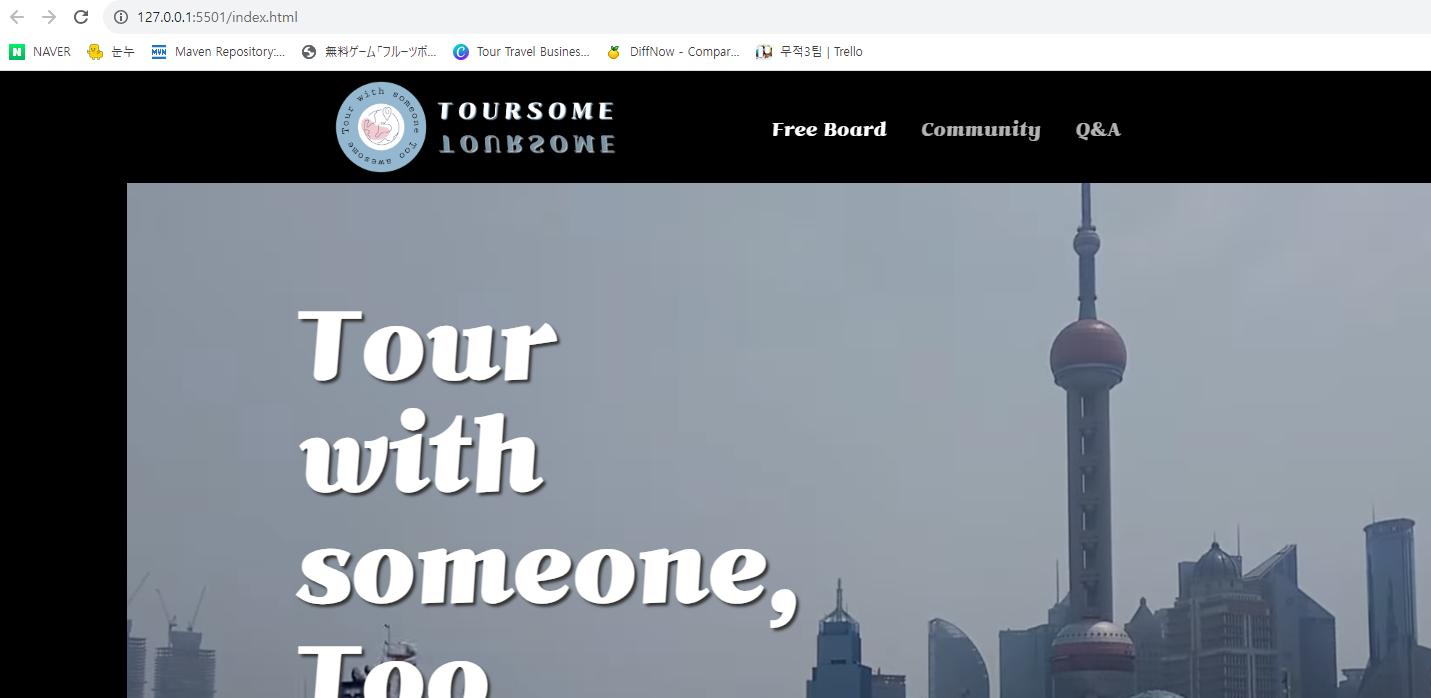 127.0.0.1:5501/index.html
N NAVER 눈누 MVN Maven Repository:... 無料ゲーム「フルーツボ... C Tour Travel Busines... DiffNow - Compar... 무적3팀 | Trello
Tour with someone Too awesome
TOURSOME
TOURSOME
Free Board Community Q&A
Tour
with
someone,
Too